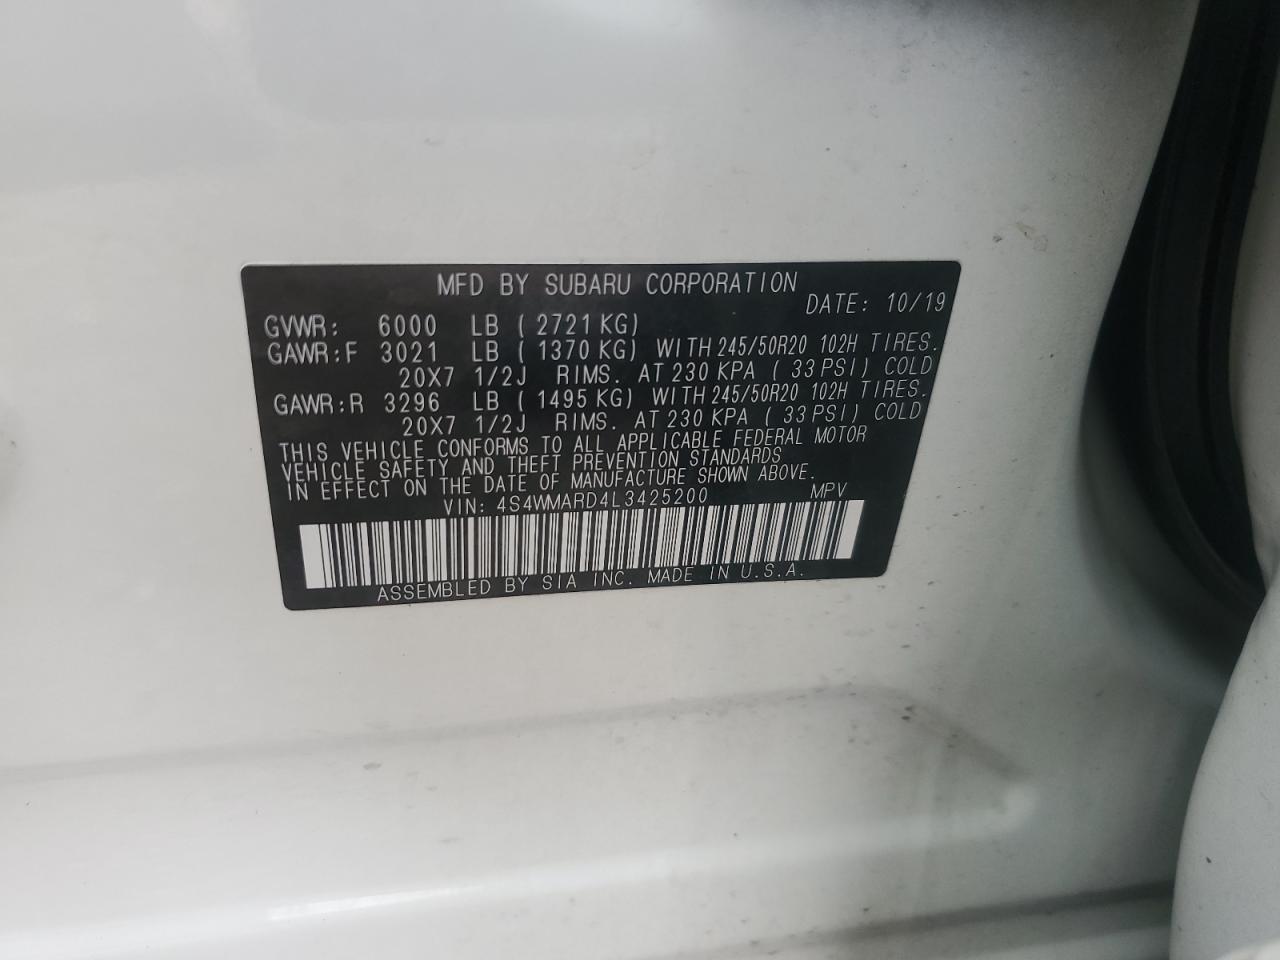 MFD BY SUBARU CORPORATION
DATE: 10/19
GVWR: 6000 LB ( 2721 KG)
GAWR:F 3021 LB ( 1370 KG) WITH 245/50R20 102H TIRES.
20X7 1/2J RIMS. AT 230 KPA ( 33 PSI) COLD
GAWR:R 3296 LB ( 1495 KG) WITH 245/50R20 102H TIRES.
20X7 1/2J RIMS. AT 230 KPA ( 33 PSI) COLD
THIS VEHICLE CONFORMS TO ALL APPLICABLE FEDERAL MOTOR
VEHICLE SAFETY AND THEFT PREVENTION STANDARDS
IN EFFECT ON THE DATE OF MANUFACTURE SHOWN ABOVE.
VIN: 4S4WMARD4L3425200 MPV
ASSEMBLED BY SIA INC. MADE IN U.S.A.